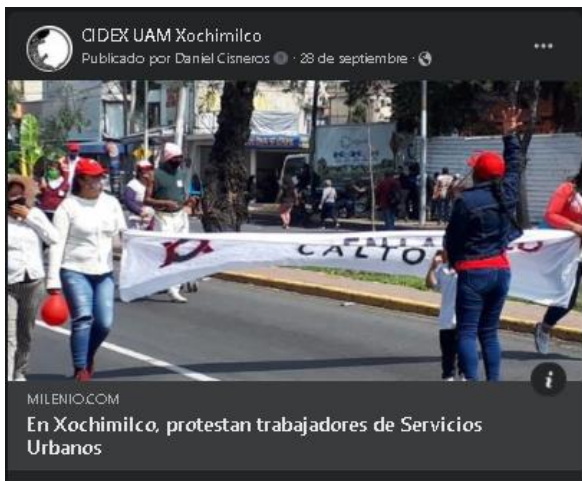 CIDEX UAM Xochimilco
Publicado por Daniel Cisneros · 28 de septiembre ·
CALTO
MILENIO.COM
En Xochimilco, protestan trabajadores de Servicios
Urbanos